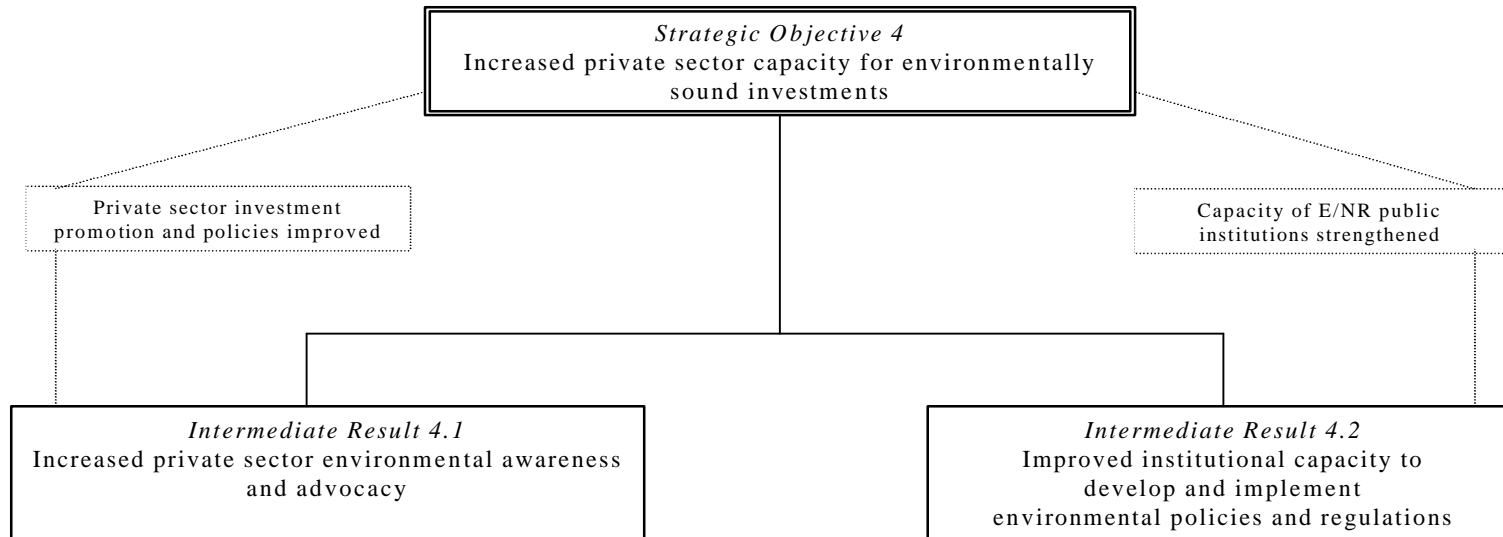 Strategic Objective 4
Increased private sector capacity for environmentally
sound investments
Private sector investment
promotion and policies improved
Capacity of E/NR public
institutions strengthened
Intermediate Result 4.1
Increased private sector environmental awareness
and advocacy
Intermediate Result 4.2
Improved institutional capacity to
develop and implement
environmental policies and regulations